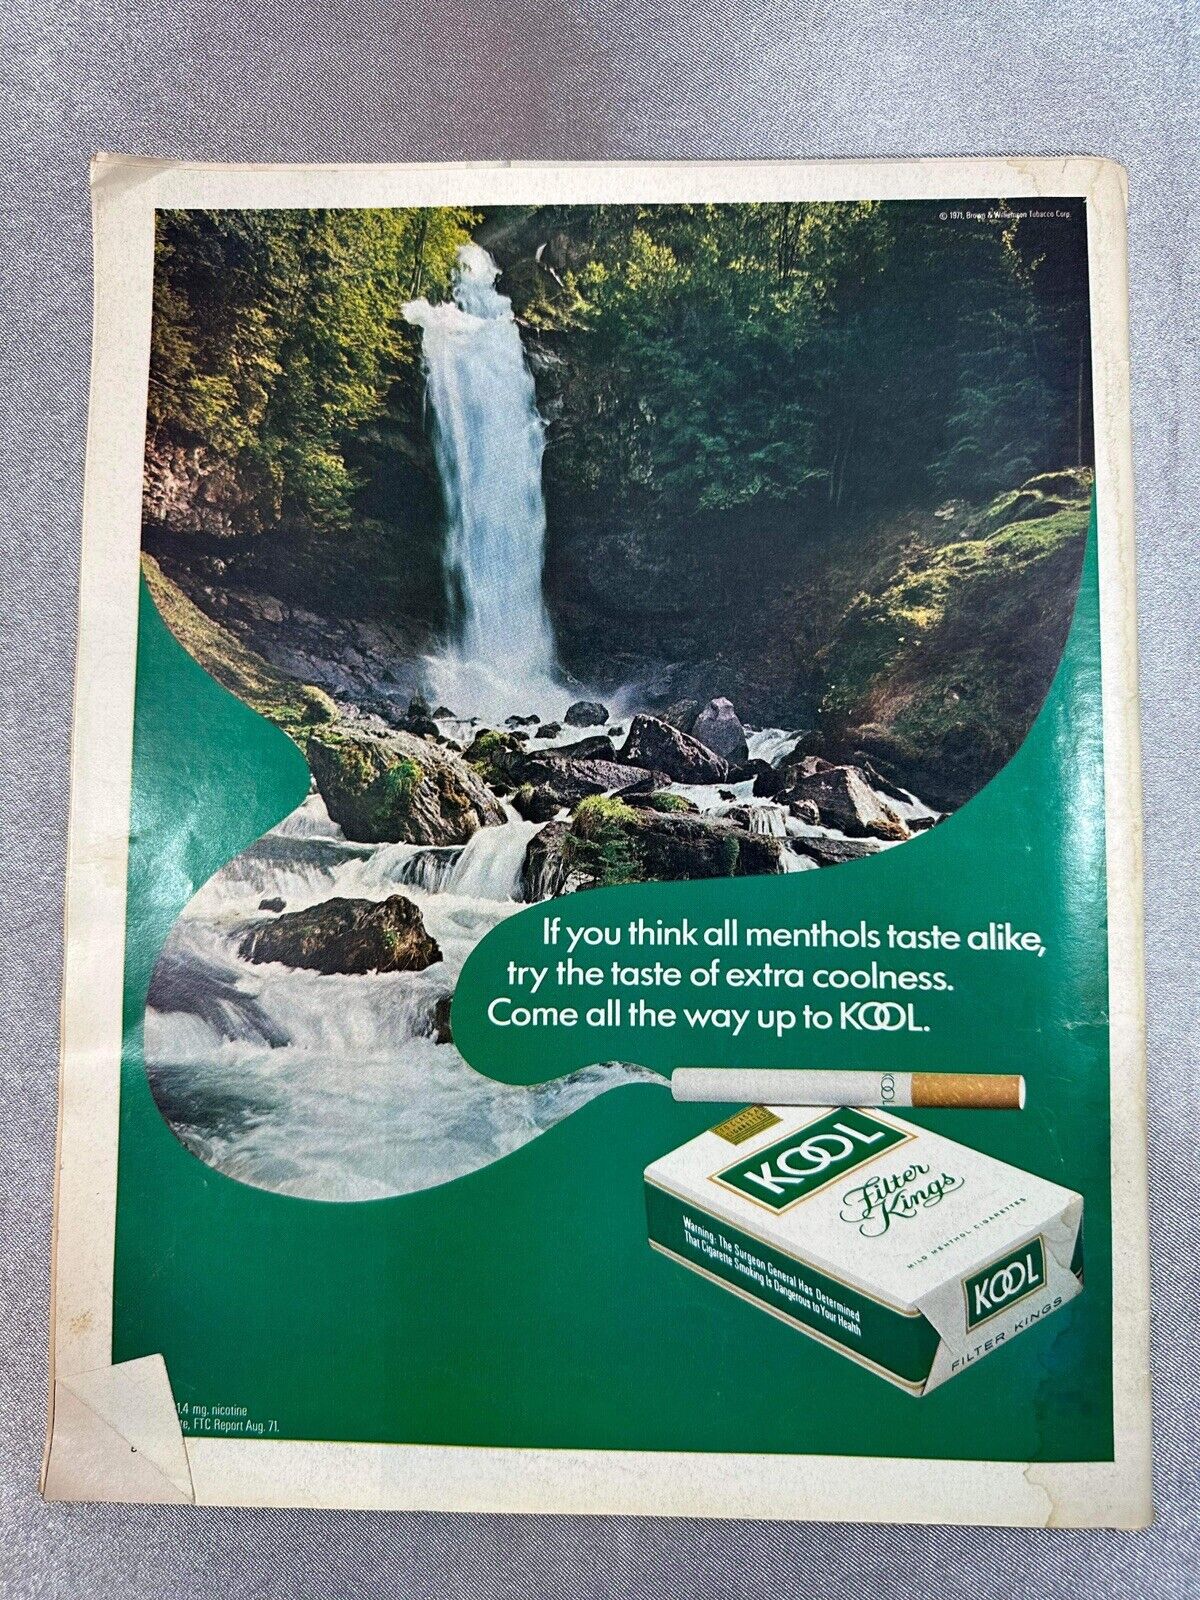 © 1971, Brown & Williamson Tobacco Corp.
If you think all menthols taste alike,
try the taste of extra coolness.
Come all the way up to KOOL.
KOOL
KOOL
Filter
Kings
MILD MENTHOL CIGARETTES
Warning: The Surgeon General Has Determined
That Cigarette Smoking Is Dangerous to Your Health
KOOL
FILTER KINGS
1.4 mg. nicotine
te, FTC Report Aug. 71.